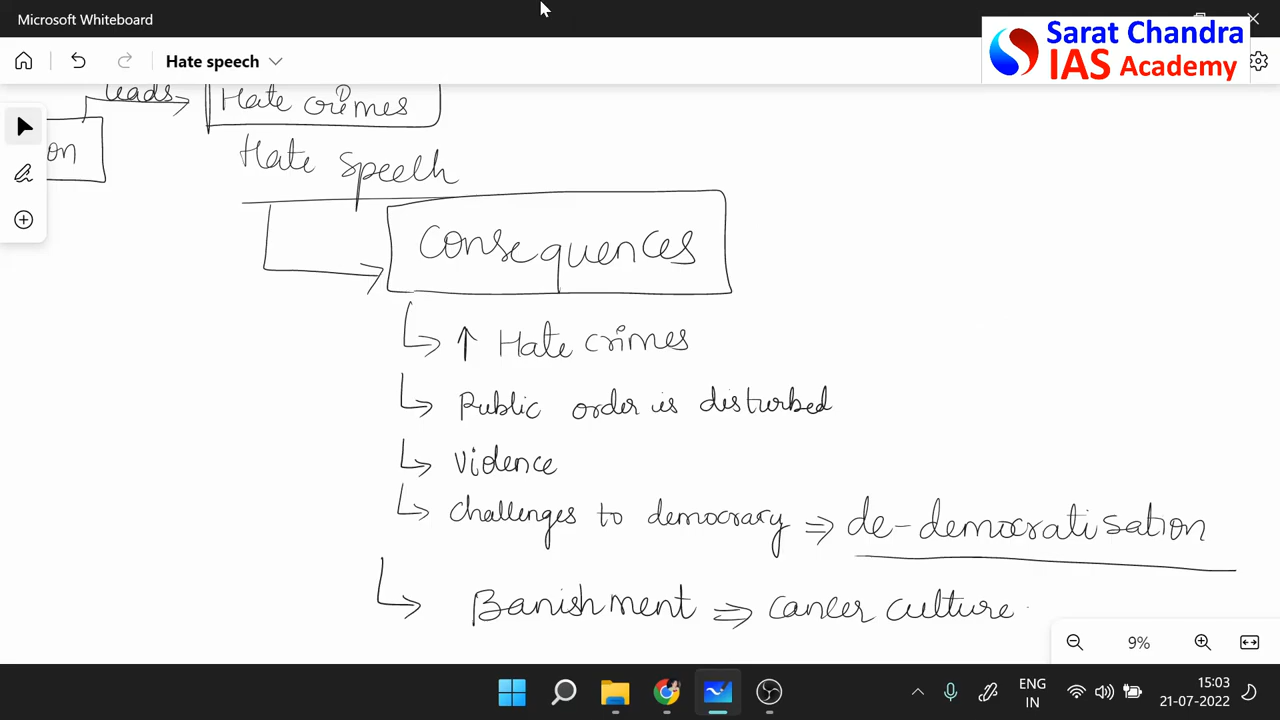 Microsoft Whiteboard
Sarat Chandra
IAS Academy
Hate speech
leads
Hate crimes
on
Hate speech
Consequences
↑ Hate crimes
Public order is disturbed
Violence
challenges to democracy ⇒ de-democratisation
Banishment ⇒ cancer culture
9%
ENG
IN
15:03
21-07-2022